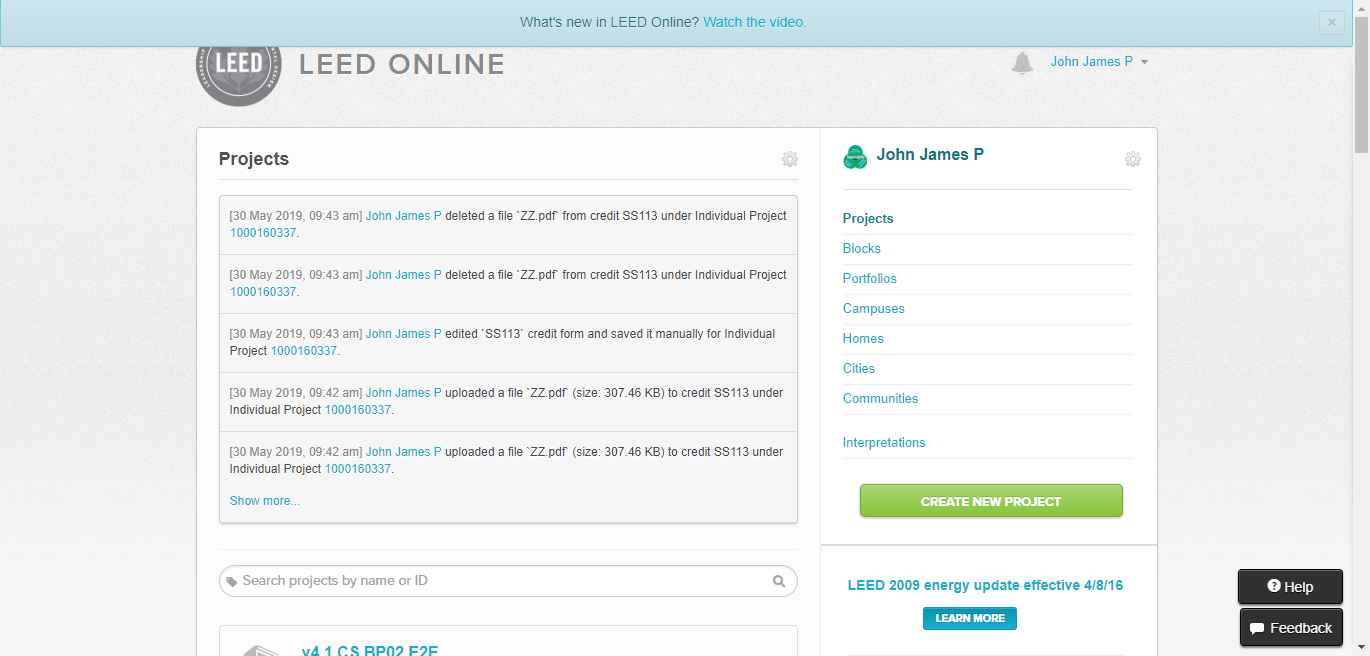 What's new in LEED Online? Watch the video.
×
LEED
LEED ONLINE
John James P
Projects
[30 May 2019, 09:43 am] John James P deleted a file `ZZ.pdf` from credit SS113 under Individual Project
1000160337.
[30 May 2019, 09:43 am] John James P deleted a file `ZZ.pdf` from credit SS113 under Individual Project
1000160337.
[30 May 2019, 09:43 am] John James P edited `SS113` credit form and saved it manually for Individual
Project 1000160337.
[30 May 2019, 09:42 am] John James P uploaded a file `ZZ.pdf` (size: 307.46 KB) to credit SS113 under
Individual Project 1000160337.
[30 May 2019, 09:42 am] John James P uploaded a file `ZZ.pdf` (size: 307.46 KB) to credit SS113 under
Individual Project 1000160337.
Show more...
Search projects by name or ID
v4.1 CS BP02 E2E
John James P
Projects
Blocks
Portfolios
Campuses
Homes
Cities
Communities
Interpretations
CREATE NEW PROJECT
LEED 2009 energy update effective 4/8/16
LEARN MORE
Help
Feedback